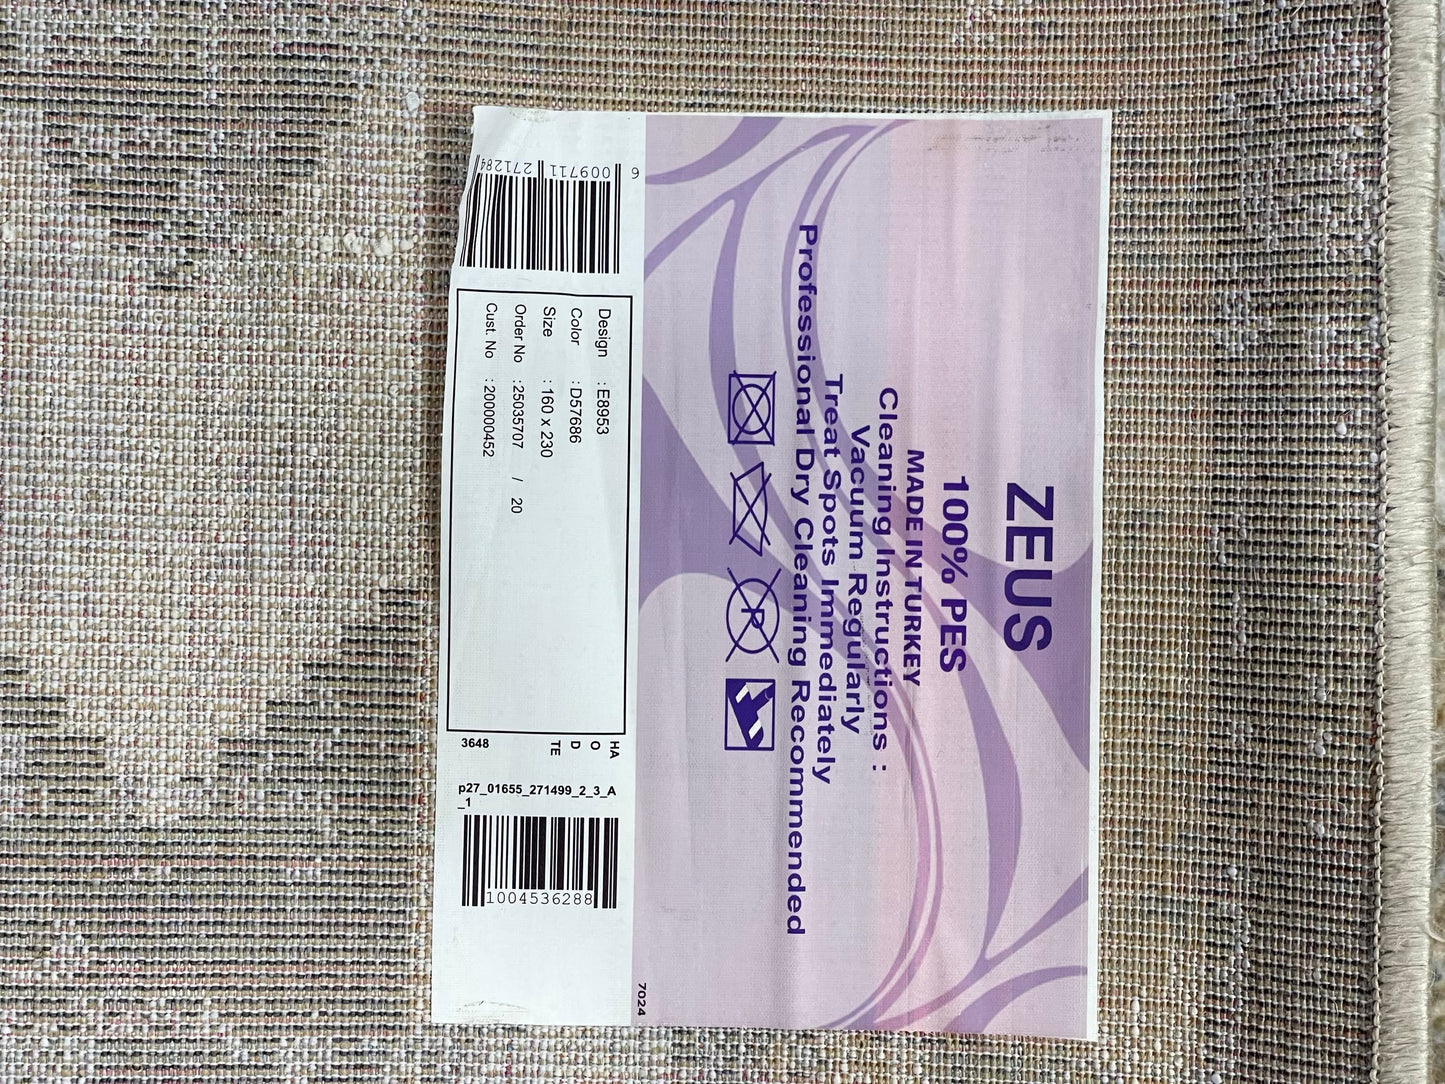 ZEUS
100% PES
MADE IN TURKEY
Cleaning Instructions :
Vacuum Regularly
Treat Spots Immediately
Professional Dry Cleaning Recommended
P
7024
6 009711 271284
Design : E8953
Color : D57686
Size : 160 x 230
Order No :25035707 / 20
Cust. No : 200000452
HA
O
D
TE
3648
p27_01655_271499_2_3_A
_1
1004536288